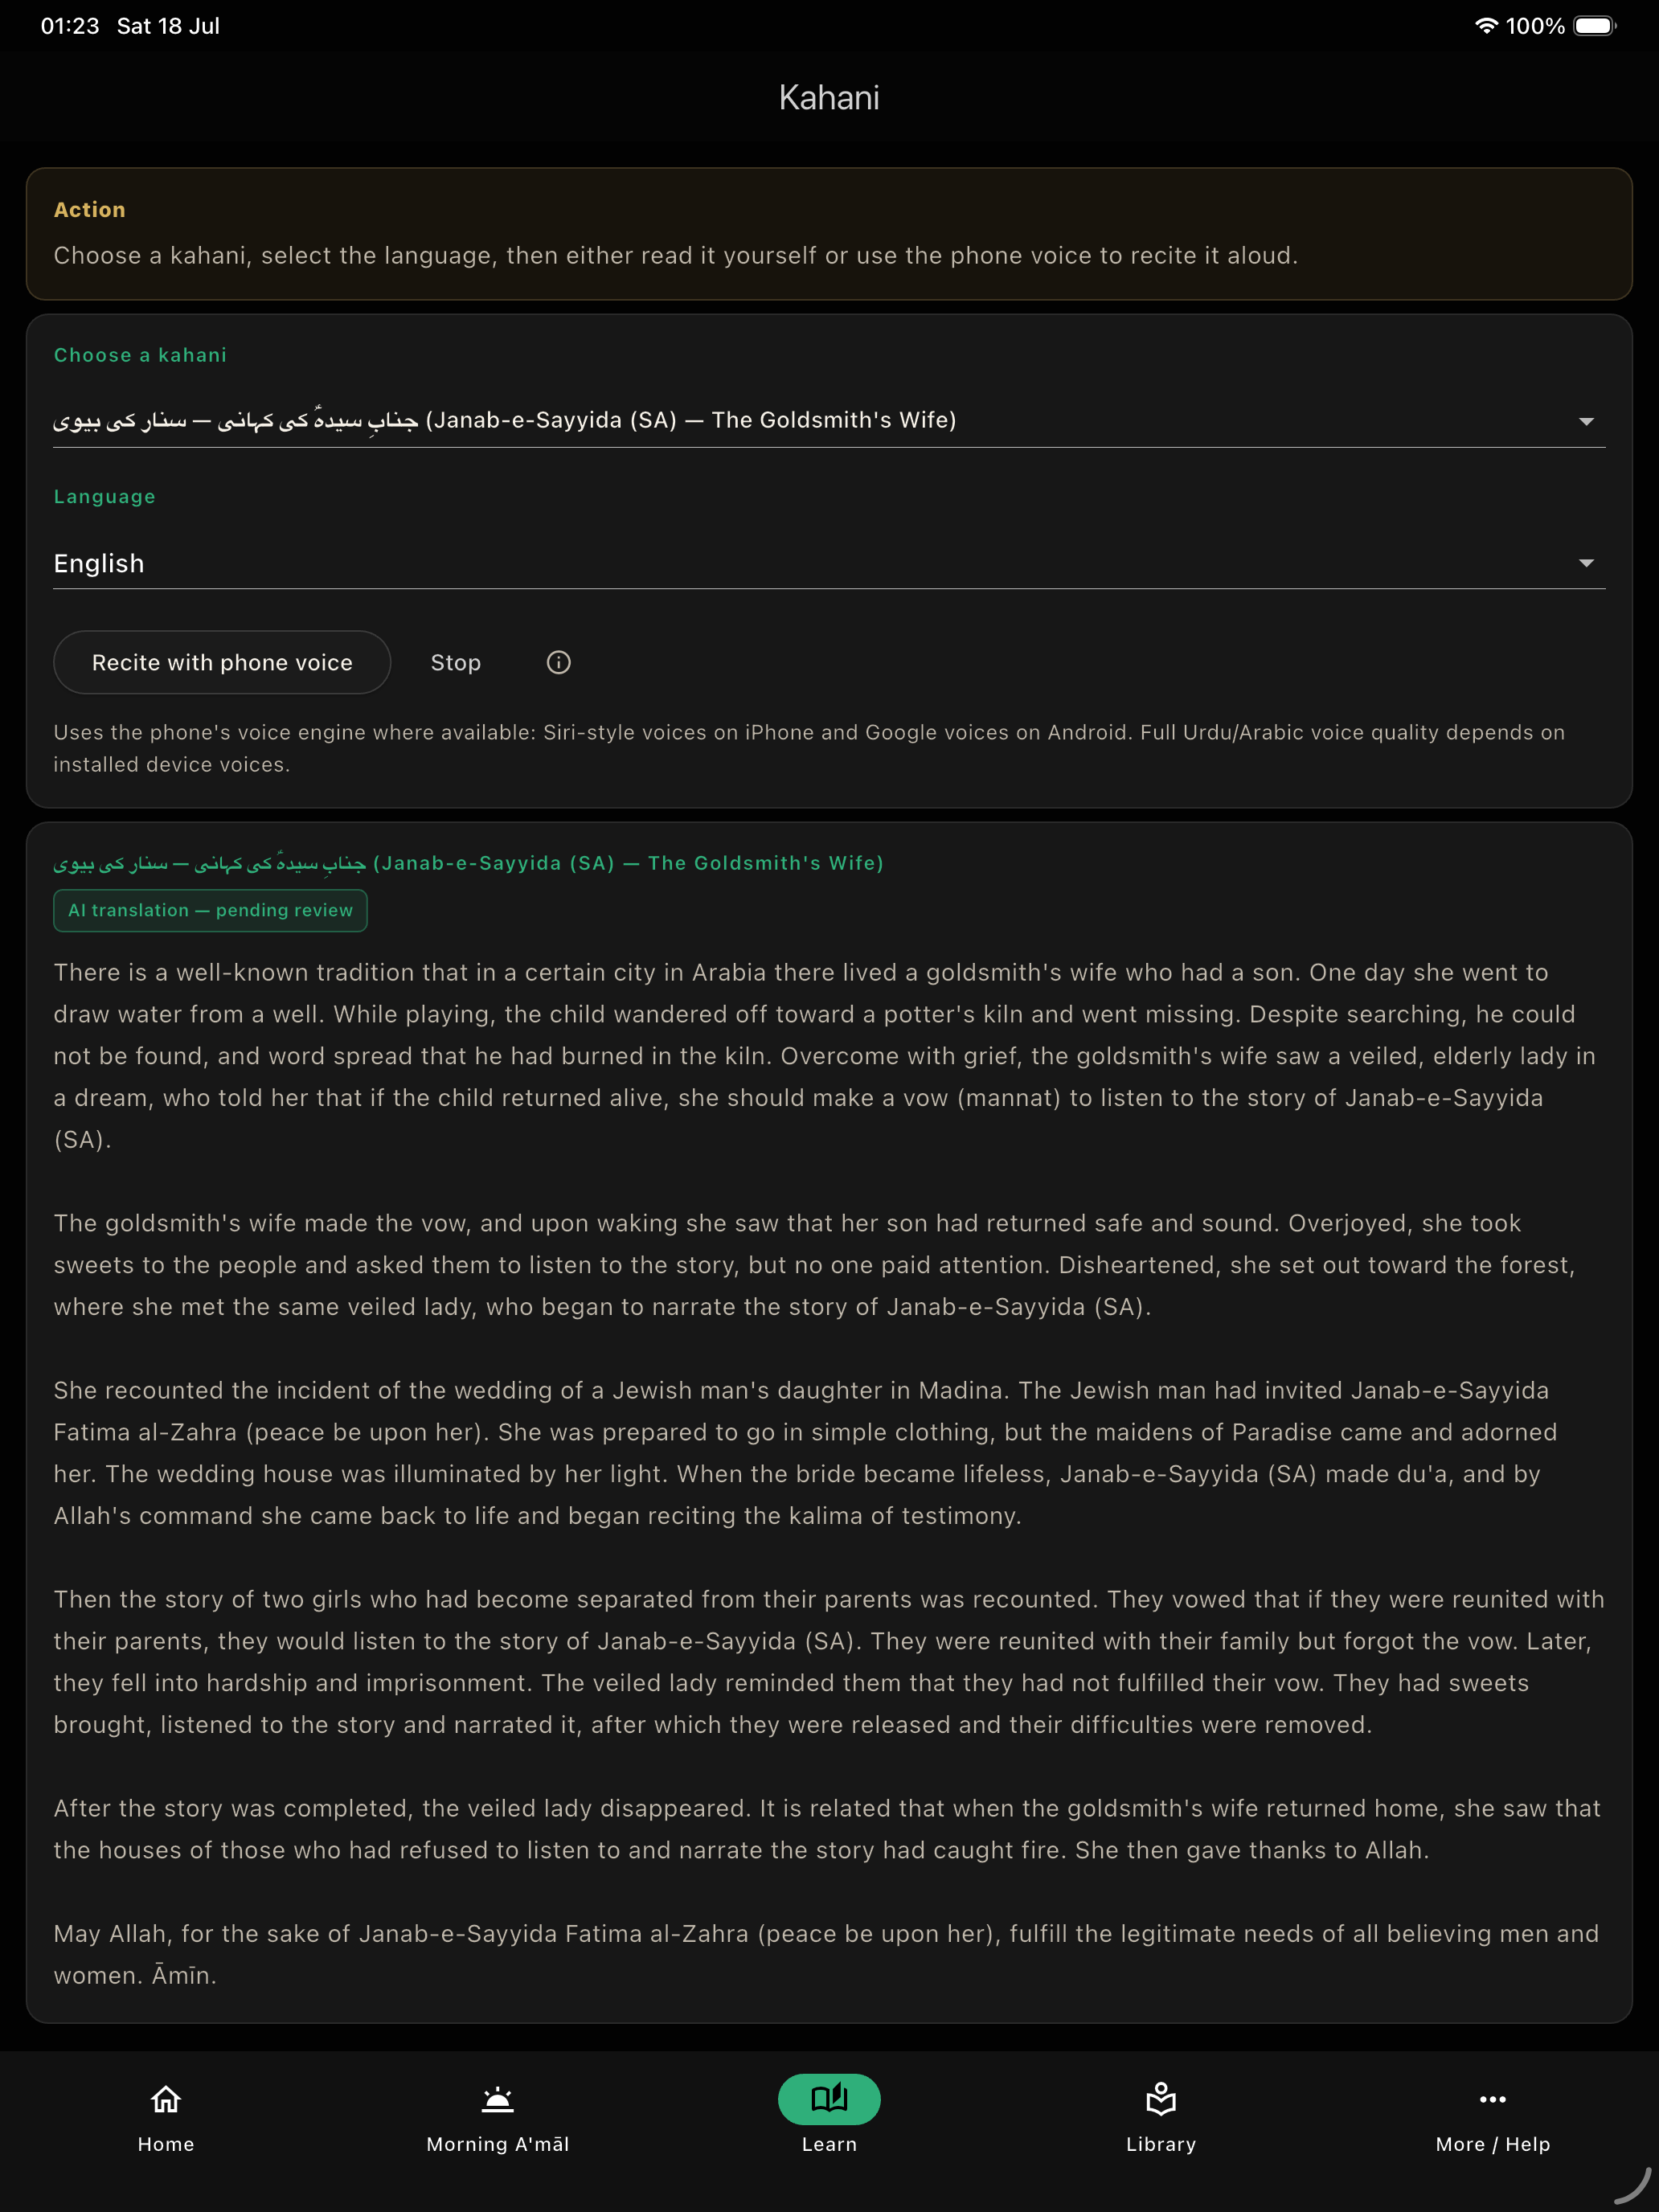 01:23 Sat 18 Jul
100%
Kahani
Action
Choose a kahani, select the language, then either read it yourself or use the phone voice to recite it aloud.
Choose a kahani
جنابِ سیدہؑ کی کہانی — سنار کی بیوی (Janab-e-Sayyida (SA) — The Goldsmith's Wife)
Language
English
Recite with phone voice
Stop
Uses the phone's voice engine where available: Siri-style voices on iPhone and Google voices on Android. Full Urdu/Arabic voice quality depends on
installed device voices.
جنابِ سیدہؑ کی کہانی — سنار کی بیوی (Janab-e-Sayyida (SA) — The Goldsmith's Wife)
AI translation — pending review
There is a well-known tradition that in a certain city in Arabia there lived a goldsmith's wife who had a son. One day she went to
draw water from a well. While playing, the child wandered off toward a potter's kiln and went missing. Despite searching, he could
not be found, and word spread that he had burned in the kiln. Overcome with grief, the goldsmith's wife saw a veiled, elderly lady in
a dream, who told her that if the child returned alive, she should make a vow (mannat) to listen to the story of Janab-e-Sayyida
(SA).
The goldsmith's wife made the vow, and upon waking she saw that her son had returned safe and sound. Overjoyed, she took
sweets to the people and asked them to listen to the story, but no one paid attention. Disheartened, she set out toward the forest,
where she met the same veiled lady, who began to narrate the story of Janab-e-Sayyida (SA).
She recounted the incident of the wedding of a Jewish man's daughter in Madina. The Jewish man had invited Janab-e-Sayyida
Fatima al-Zahra (peace be upon her). She was prepared to go in simple clothing, but the maidens of Paradise came and adorned
her. The wedding house was illuminated by her light. When the bride became lifeless, Janab-e-Sayyida (SA) made du'a, and by
Allah's command she came back to life and began reciting the kalima of testimony.
Then the story of two girls who had become separated from their parents was recounted. They vowed that if they were reunited with
their parents, they would listen to the story of Janab-e-Sayyida (SA). They were reunited with their family but forgot the vow. Later,
they fell into hardship and imprisonment. The veiled lady reminded them that they had not fulfilled their vow. They had sweets
brought, listened to the story and narrated it, after which they were released and their difficulties were removed.
After the story was completed, the veiled lady disappeared. It is related that when the goldsmith's wife returned home, she saw that
the houses of those who had refused to listen to and narrate the story had caught fire. She then gave thanks to Allah.
May Allah, for the sake of Janab-e-Sayyida Fatima al-Zahra (peace be upon her), fulfill the legitimate needs of all believing men and
women. Āmīn.
Home
Morning A'māl
Learn
Library
More / Help